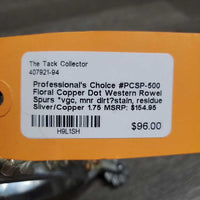 The Tack Collector
407921-94
Professional's Choice #PCSP-500
Floral Copper Dot Western Rowel
Spurs *vgc, mnr dirt?stain, residue
Silver/Copper 1.75 MSRP: $154.95
$96.00
H9L1SH